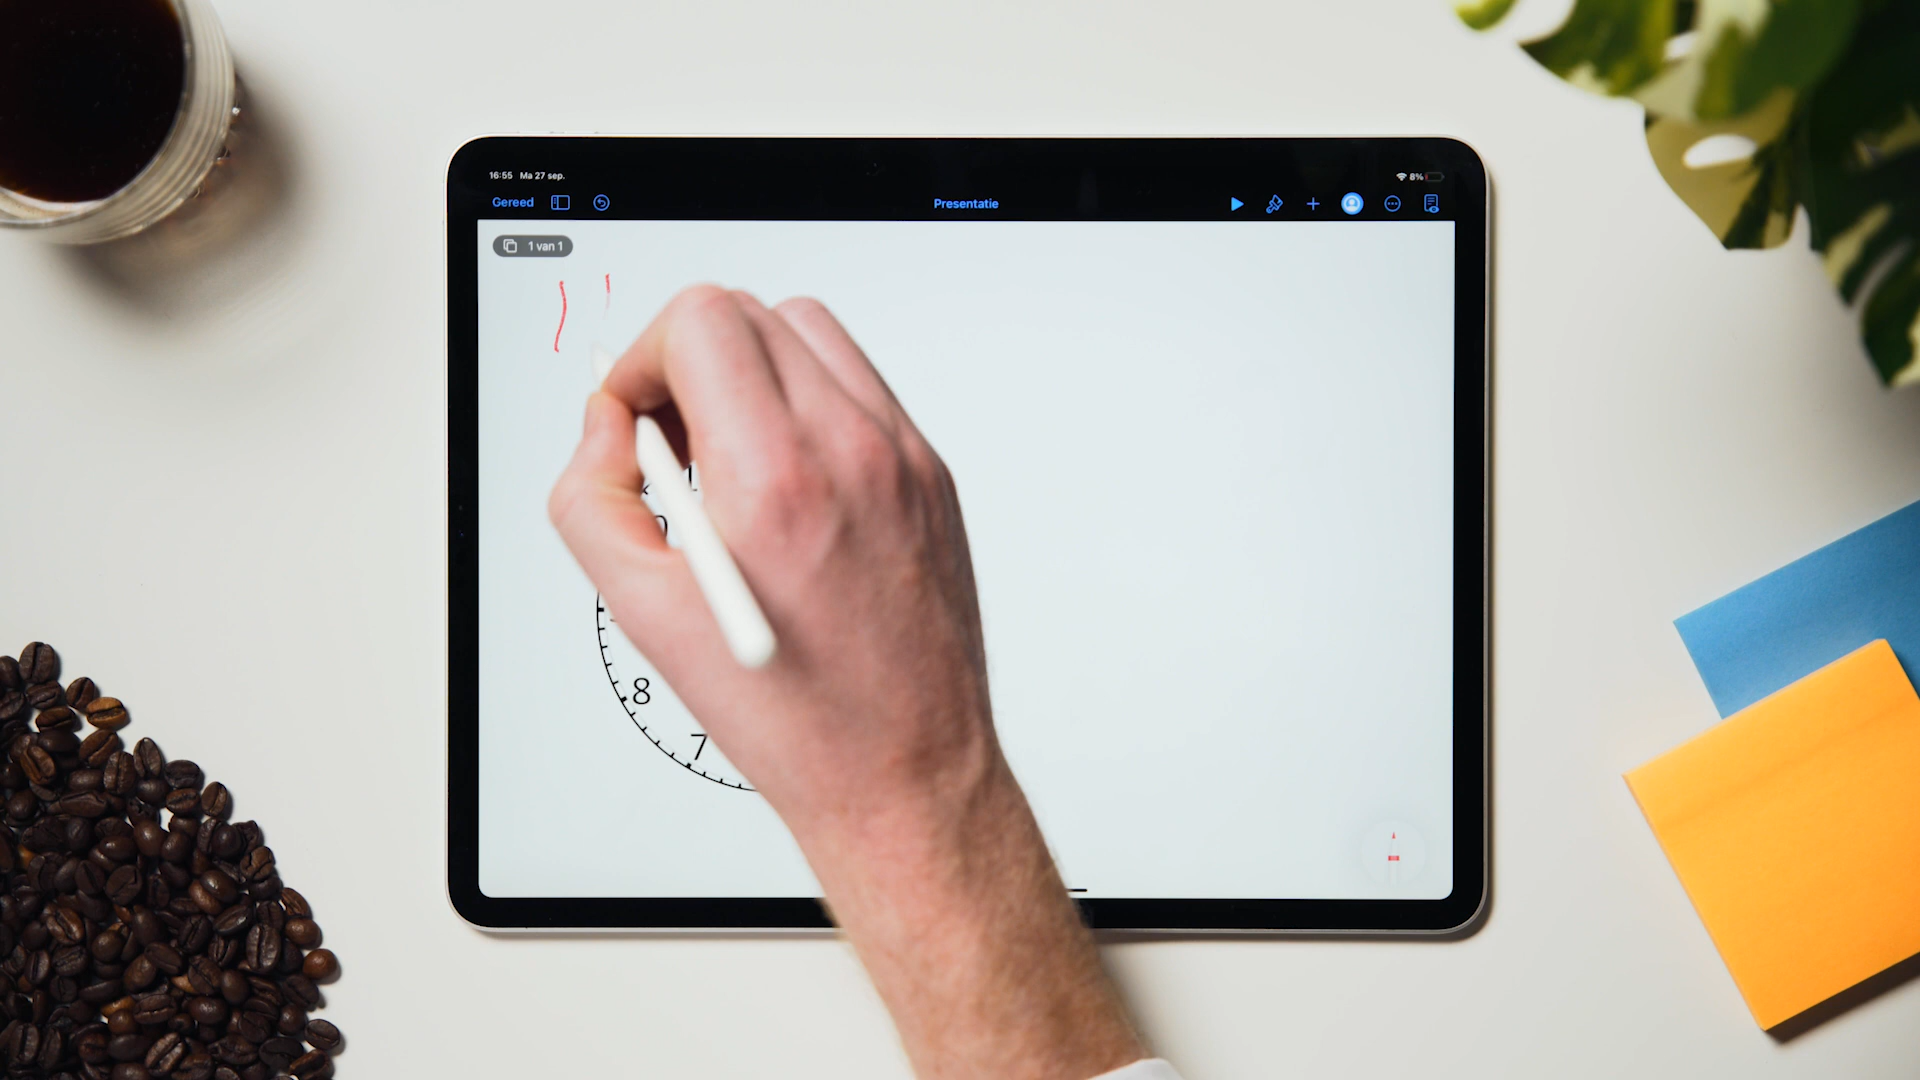 16:55 Ma 27 sep. 8%
Gereed Presentatie
1 van 1
8
7